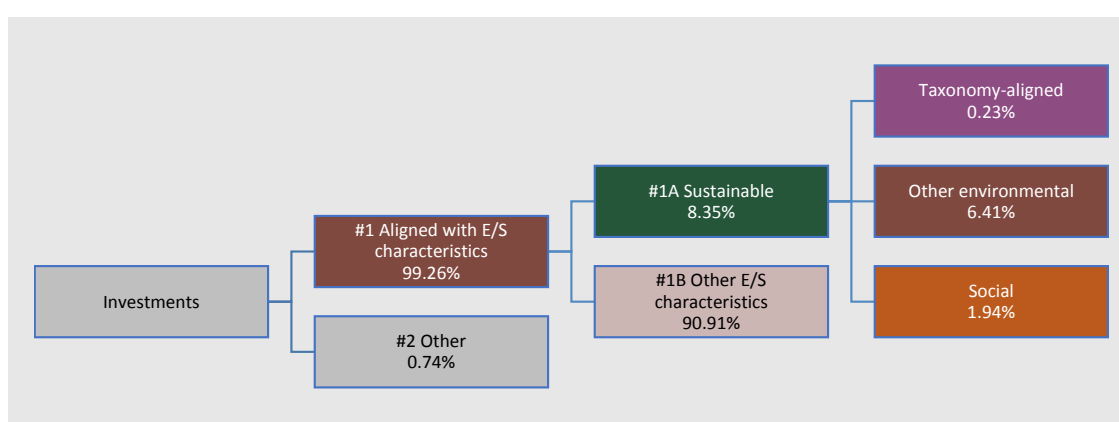 Investments
#1 Aligned with E/S
characteristics
99.26%
#2 Other
0.74%
#1A Sustainable
8.35%
#1B Other E/S
characteristics
90.91%
Taxonomy-aligned
0.23%
Other environmental
6.41%
Social
1.94%